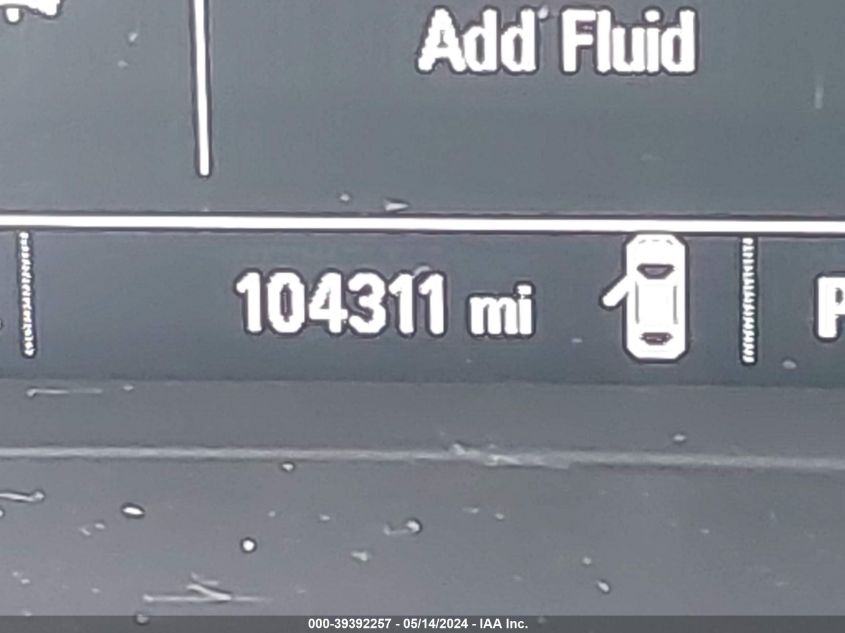 Add Fluid
104311 mi
P
000-39392257 - 05/14/2024 - IAA Inc.